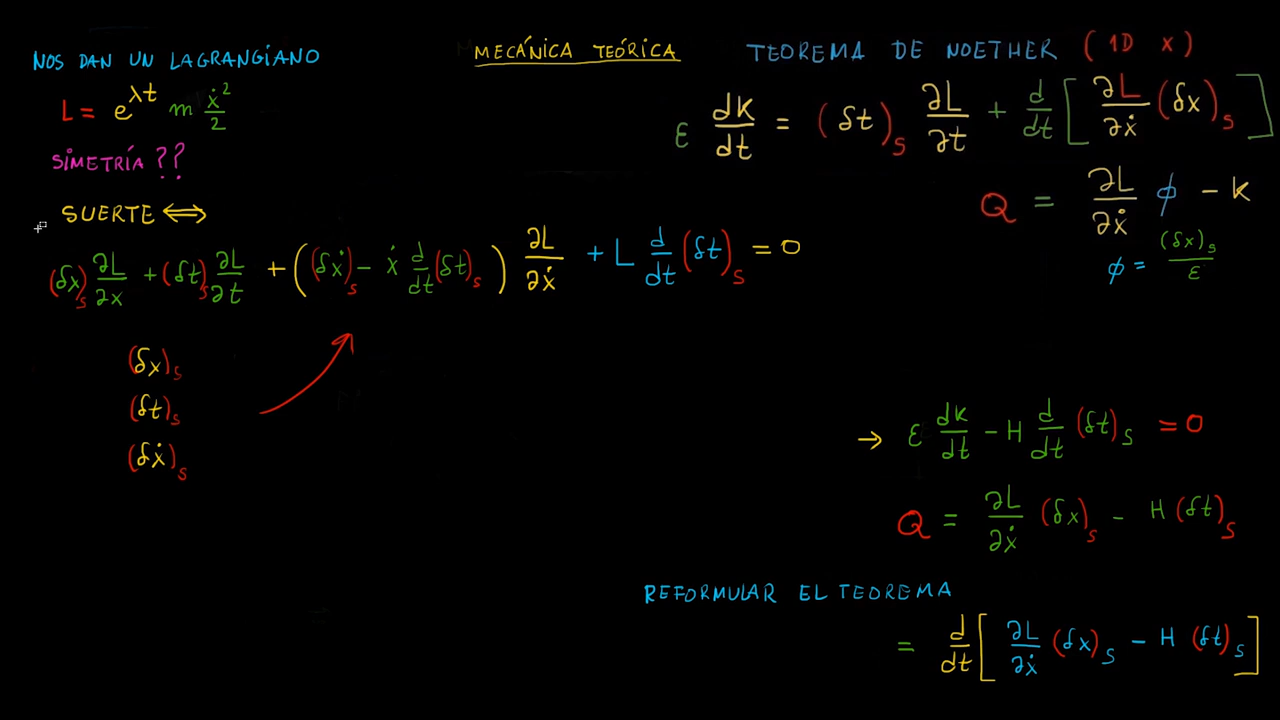 NOS DAN UN LAGRANGIANO
L = e^{λt} m ẋ²/2
SIMETRÍA ??
SUERTE ⟺
(δx)_s ∂L/∂x + (δt)_s ∂L/∂t + ((δẋ)_s − ẋ d/dt (δt)_s) ∂L/∂ẋ + L d/dt (δt)_s = 0
(δx)_s
(δt)_s
(δẋ)_s
MECÁNICA TEÓRICA
TEOREMA DE NOETHER (1D x)
ε dK/dt = (δt)_s ∂L/∂t + d/dt [∂L/∂ẋ (δx)_s]
Q = ∂L/∂ẋ ϕ − K
ϕ = (δx)_s/ε
→ ε dK/dt − H d/dt (δt)_s = 0
Q = ∂L/∂ẋ (δx)_s − H (δt)_s
REFORMULAR EL TEOREMA
= d/dt [∂L/∂ẋ (δx)_s − H (δt)_s]